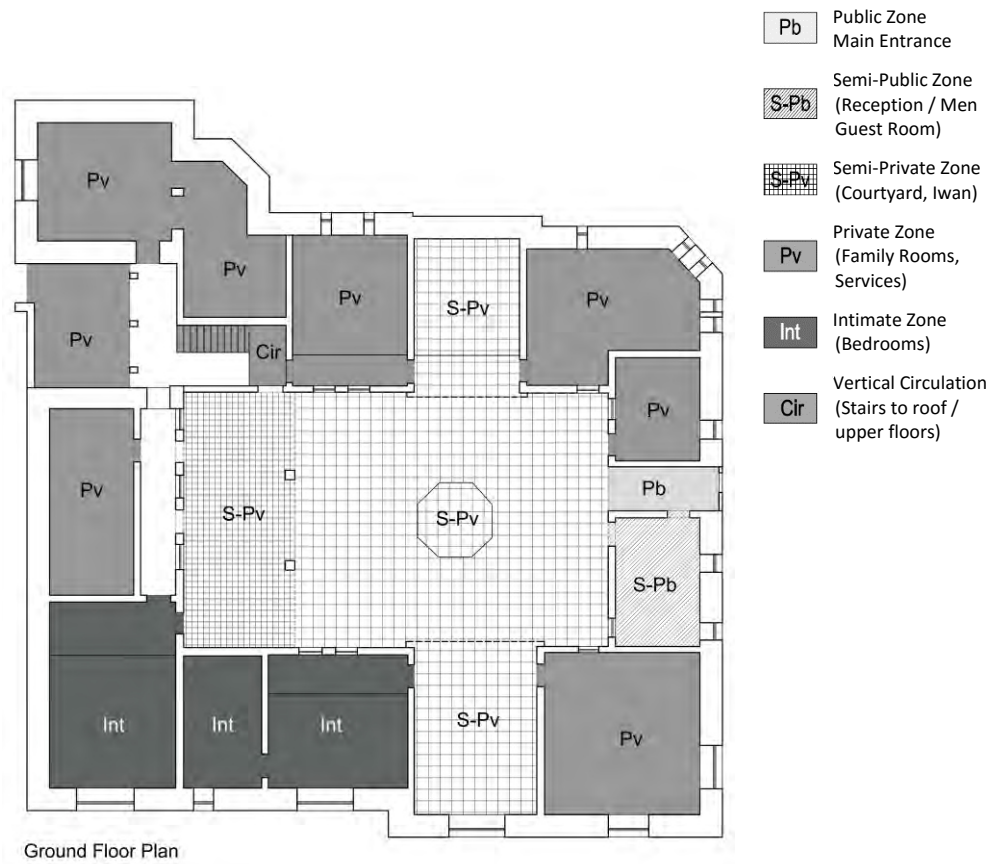 Pv
Pv
Pv
Pv
Cir
S-Pv
Pv
Pv
Pv
S-Pv
S-Pv
Pb
S-Pb
Int
Int
Int
S-Pv
Pv
Ground Floor Plan
Pb
Public Zone
Main Entrance
S-Pb
Semi-Public Zone
(Reception / Men
Guest Room)
S-Pv
Semi-Private Zone
(Courtyard, Iwan)
Pv
Private Zone
(Family Rooms,
Services)
Int
Intimate Zone
(Bedrooms)
Cir
Vertical Circulation
(Stairs to roof /
upper floors)